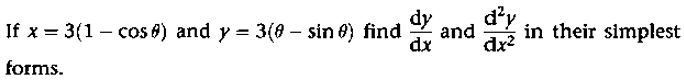 If x = 3(1 − cos θ) and y = 3(θ − sin θ) find dy/dx and d²y/dx² in their simplest
forms.